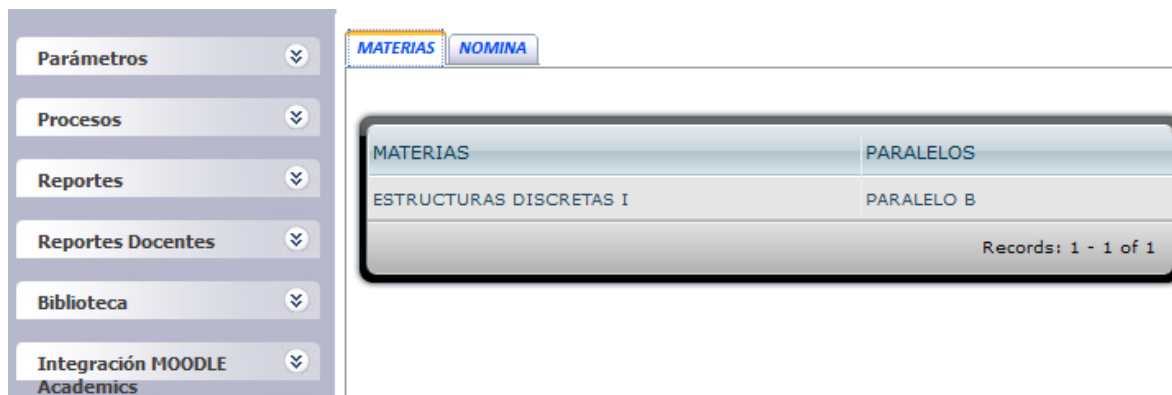 Parámetros
Procesos
Reportes
Reportes Docentes
Biblioteca
Integración MOODLE
Academics
MATERIAS NOMINA
MATERIAS PARALELOS
ESTRUCTURAS DISCRETAS I PARALELO B
Records: 1 - 1 of 1